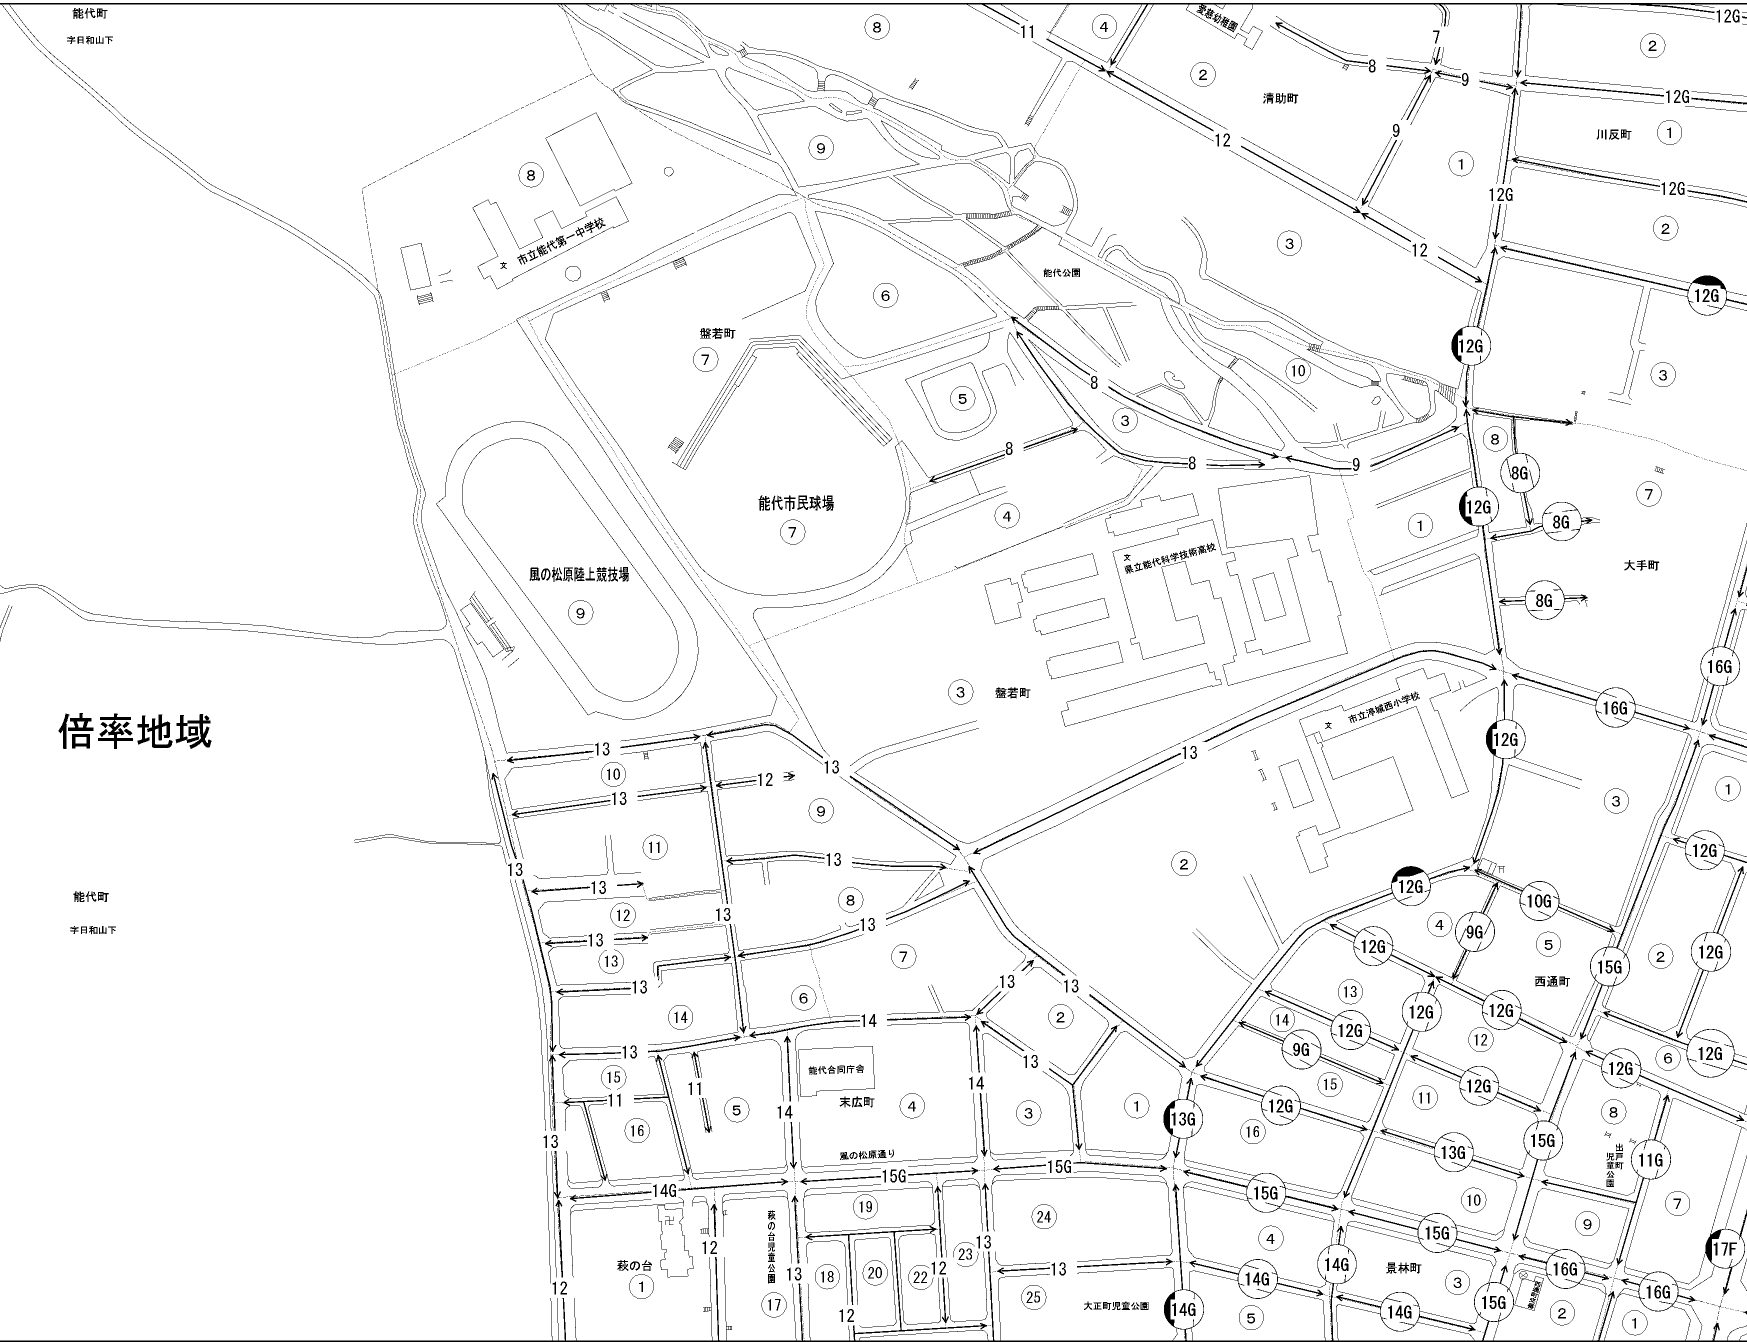 能代町
字日和山下
8
4
11
愛慈幼稚園
7
12G
2
2
8
9
清助町
12G
川反町
1
12
9
9
1
8
12G
12G
市立能代第一中学校
2
3
12
能代公園
6
12G
盤若町
7
12G
10
8
3
5
3
8
8
8
8
9
8G
7
能代市民球場
7
4
12G
1
8G
県立能代科学技術高校
大手町
風の松原陸上競技場
9
8G
16G
3
盤若町
市立渟城西小学校
16G
倍率地域
13
13
13
12G
10
12
13
9
3
1
11
13
12G
2
13
13
12G
10G
能代町
字日和山下
12
13
8
13
4
9G
5
13
13
7
12G
15G
2
12G
西通町
13
13
13
6
13
12G
12G
14
14
2
14
12G
12
13
13
9G
12G
6
15
能代合同庁舎
11
14
15
12G
12G
11
14
末広町
4
3
1
12G
11
8
16
5
13G
16
15G
13
13G
出戸町児童公園
11G
風の松原通り
15G
14G
15G
15G
10
7
19
24
9
萩の台児童公園
12
23
13
4
15G
17F
萩の台
1
18
20
22
12
13
14G
景林町
3
16G
13
14G
16G
12
17
25
大正町児童公園
14G
14G
15G
2
12
5
1